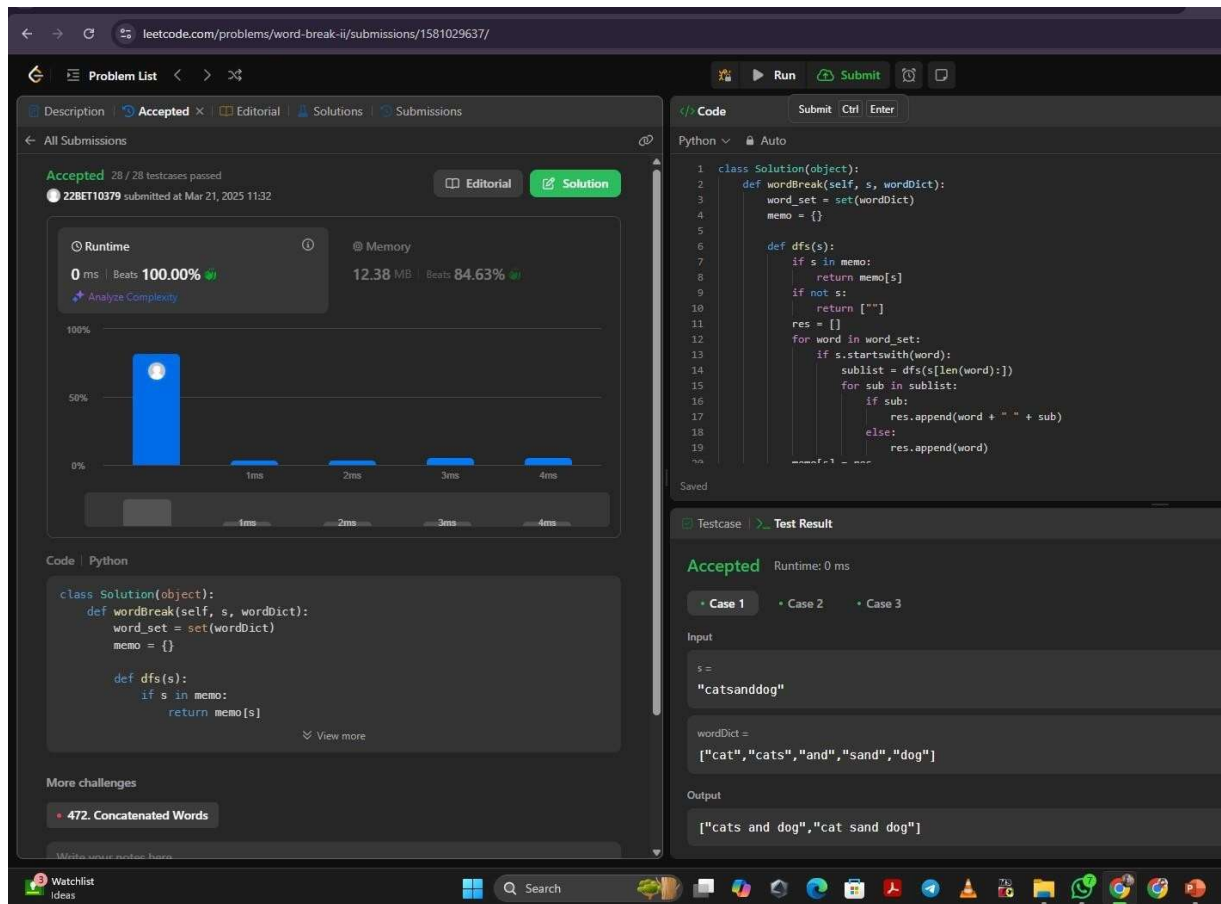 leetcode.com/problems/word-break-ii/submissions/1581029637/
Problem List
Run
Submit
Description
Accepted
Editorial
Solutions
Submissions
All Submissions
Accepted 28 / 28 testcases passed
22BET10379 submitted at Mar 21, 2025 11:32
Editorial
Solution
Runtime
0 ms Beats 100.00%
Analyze Complexity
Memory
12.38 MB Beats 84.63%
100%
50%
0%
1ms 2ms 3ms 4ms
1ms 2ms 3ms 4ms
Code | Python
class Solution(object):
    def wordBreak(self, s, wordDict):
        word_set = set(wordDict)
        memo = {}
        def dfs(s):
            if s in memo:
                return memo[s]
View more
More challenges
472. Concatenated Words
Write your notes here
</> Code
Submit Ctrl Enter
Python Auto
1 class Solution(object):
2     def wordBreak(self, s, wordDict):
3         word_set = set(wordDict)
4         memo = {}
5
6         def dfs(s):
7             if s in memo:
8                 return memo[s]
9             if not s:
10                 return [""]
11             res = []
12             for word in word_set:
13                 if s.startswith(word):
14                     sublist = dfs(s[len(word):])
15                     for sub in sublist:
16                         if sub:
17                             res.append(word + " " + sub)
18                         else:
19                             res.append(word)
20             memo[s] = res
Saved
Testcase
>_ Test Result
Accepted Runtime: 0 ms
Case 1
Case 2
Case 3
Input
s =
"catsanddog"
wordDict =
["cat","cats","and","sand","dog"]
Output
["cats and dog","cat sand dog"]
3
Watchlist
Ideas
Search
7